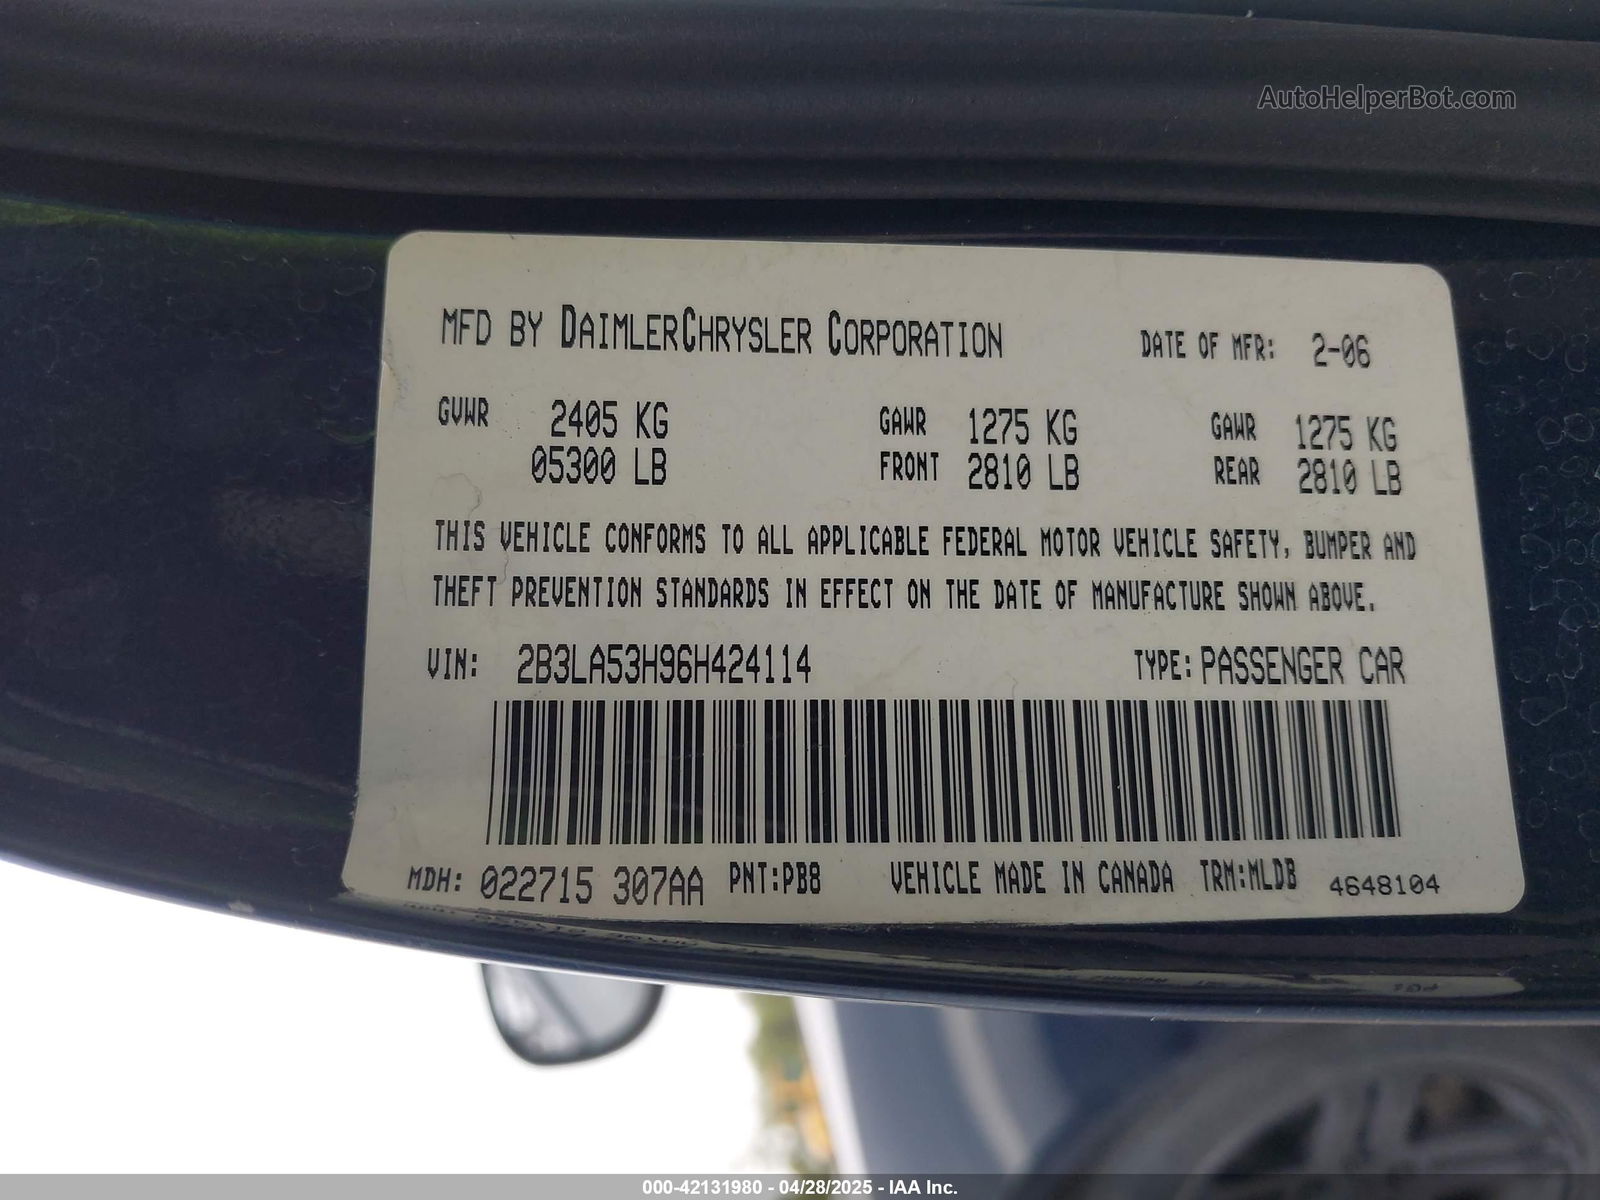 AutoHelperBot.com
MFD BY DAIMLERCHRYSLER CORPORATION DATE OF MFR: 2-06
GVWR 2405 KG GAWR 1275 KG GAWR 1275 KG
05300 LB FRONT 2810 LB REAR 2810 LB
THIS VEHICLE CONFORMS TO ALL APPLICABLE FEDERAL MOTOR VEHICLE SAFETY, BUMPER AND
THEFT PREVENTION STANDARDS IN EFFECT ON THE DATE OF MANUFACTURE SHOWN ABOVE.
VIN: 2B3LA53H96H424114 TYPE: PASSENGER CAR
MDH: 022715 307AA PNT:PB8 VEHICLE MADE IN CANADA TRM:MLDB 4648104
000-42131980 - 04/28/2025 - IAA Inc.